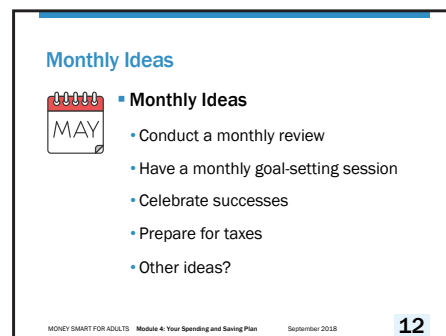 Monthly Ideas
MAY
▪ Monthly Ideas
• Conduct a monthly review
• Have a monthly goal-setting session
• Celebrate successes
• Prepare for taxes
• Other ideas?
MONEY SMART FOR ADULTS Module 4: Your Spending and Saving Plan September 2018 12